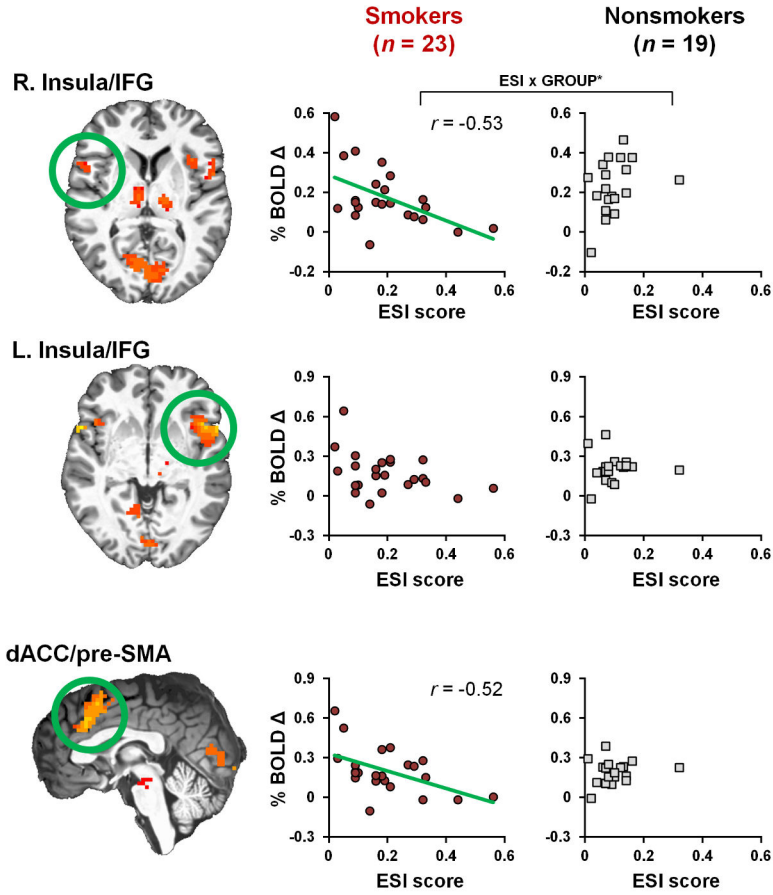 Smokers
(n = 23)
Nonsmokers
(n = 19)
R. Insula/IFG
ESI x GROUP*
r = -0.53
% BOLD Δ
0.6
0.4
0.2
0
-0.2
0 0.2 0.4 0.6
ESI score
0.6
0.4
0.2
0
-0.2
0 0.2 0.4 0.6
ESI score
L. Insula/IFG
% BOLD Δ
0.9
0.6
0.3
0
-0.3
0 0.2 0.4 0.6
ESI score
0.9
0.6
0.3
0
-0.3
0 0.2 0.4 0.6
ESI score
dACC/pre-SMA
r = -0.52
% BOLD Δ
0.9
0.6
0.3
0
-0.3
0 0.2 0.4 0.6
ESI score
0.9
0.6
0.3
0
-0.3
0 0.2 0.4 0.6
ESI score